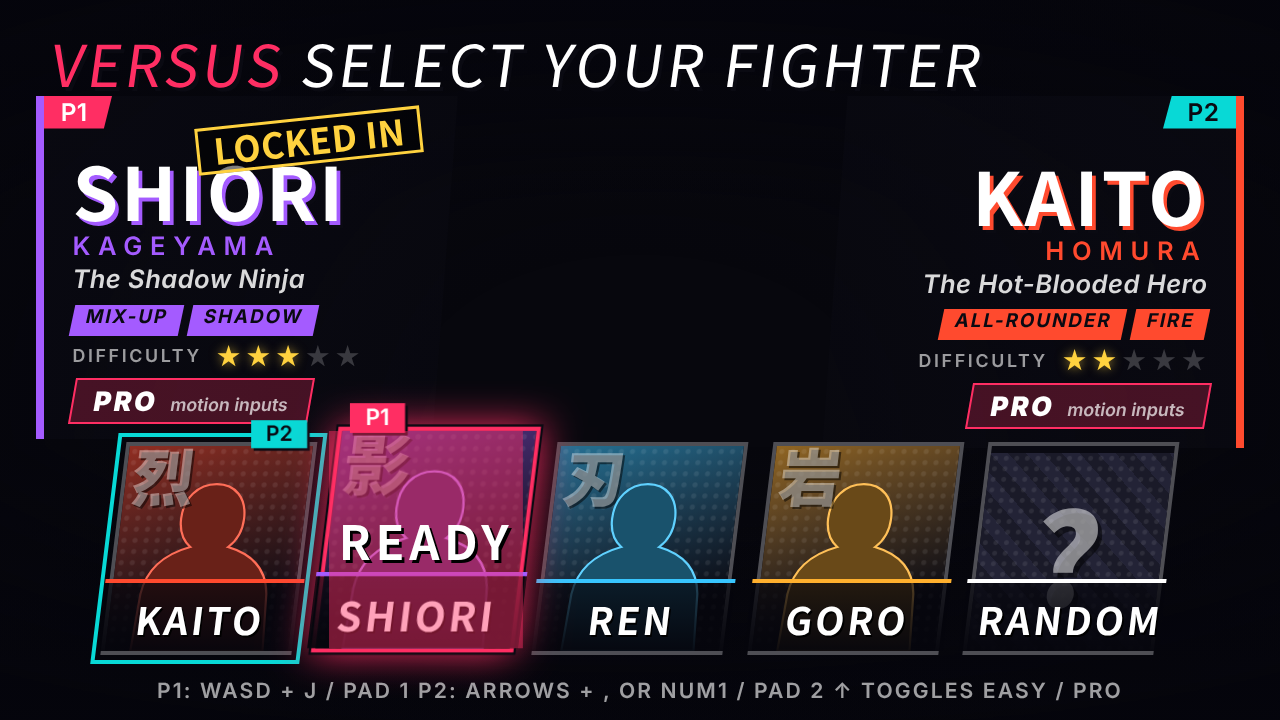 VERSUS SELECT YOUR FIGHTER
P1
LOCKED IN
SHIORI
KAGEYAMA
The Shadow Ninja
MIX-UP SHADOW
DIFFICULTY ★★★★★
PRO motion inputs
P2
KAITO
HOMURA
The Hot-Blooded Hero
ALL-ROUNDER FIRE
DIFFICULTY ★★★★★
PRO motion inputs
P2
烈
KAITO
P1
影
READY
SHIORI
刃
REN
岩
GORO
?
RANDOM
P1: WASD + J / PAD 1 P2: ARROWS + , OR NUM1 / PAD 2 ↑ TOGGLES EASY / PRO